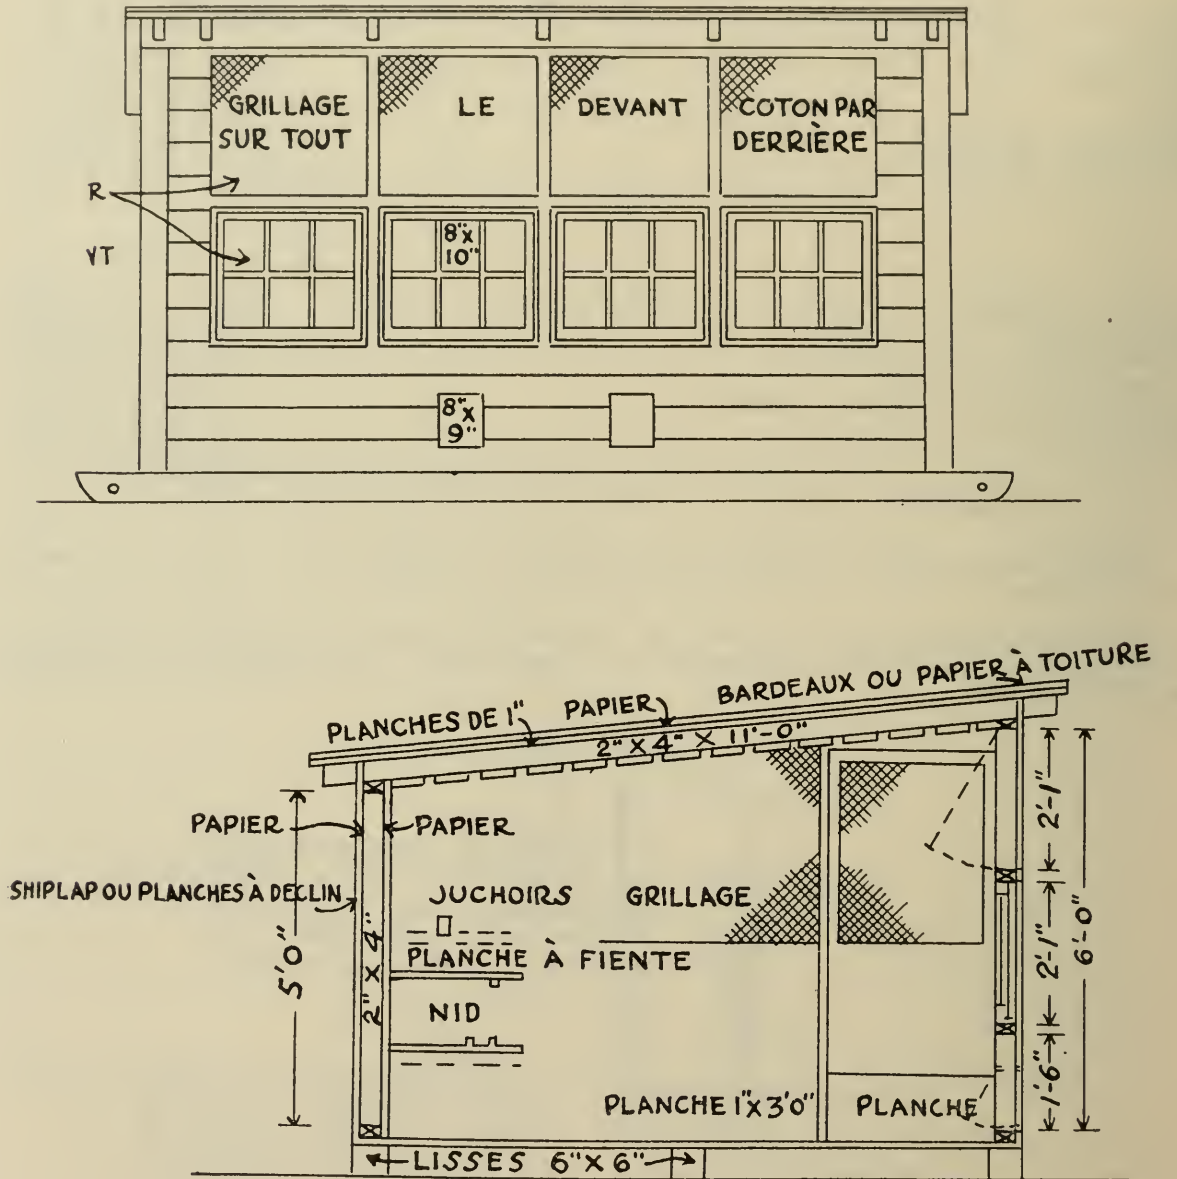 GRILLAGE
SUR TOUT
LE
DEVANT
COTON PAR
DERRIÈRE
R
VT
8"x
10"
8"x
9"
PLANCHES DE 1"
PAPIER
BARDEAUX OU PAPIER À TOITURE
2" X 4" X 11'-0"
PAPIER
PAPIER
SHIPLAP OU PLANCHES À DECLIN
JUCHOIRS
GRILLAGE
PLANCHE À FIENTE
NID
5'0"
2" X 4"
2'-1"
2'-1"
6'-0"
1'-6"
PLANCHE 1"X 3'0"
PLANCHE
LISSES 6"X 6"